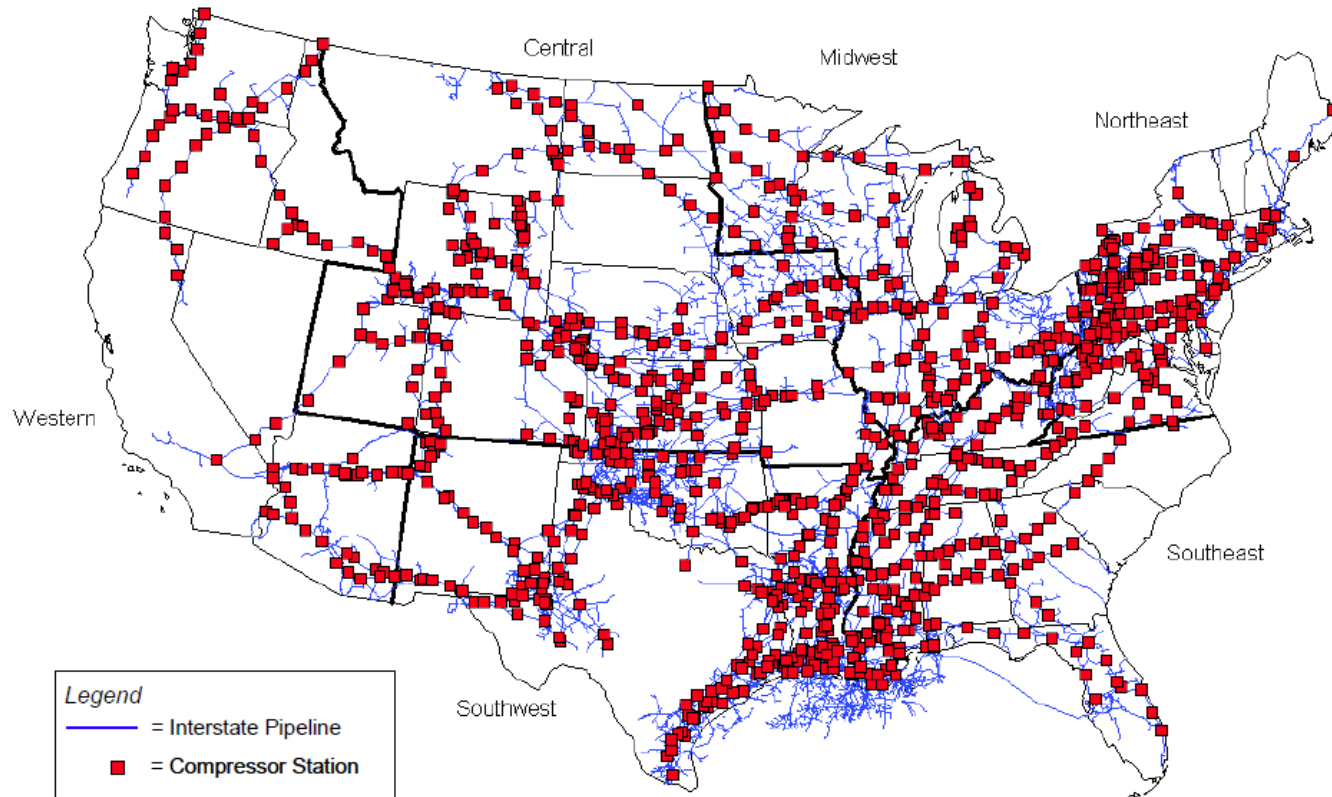 Central
Midwest
Northeast
Western
Southeast
Southwest
Legend
= Interstate Pipeline
= Compressor Station